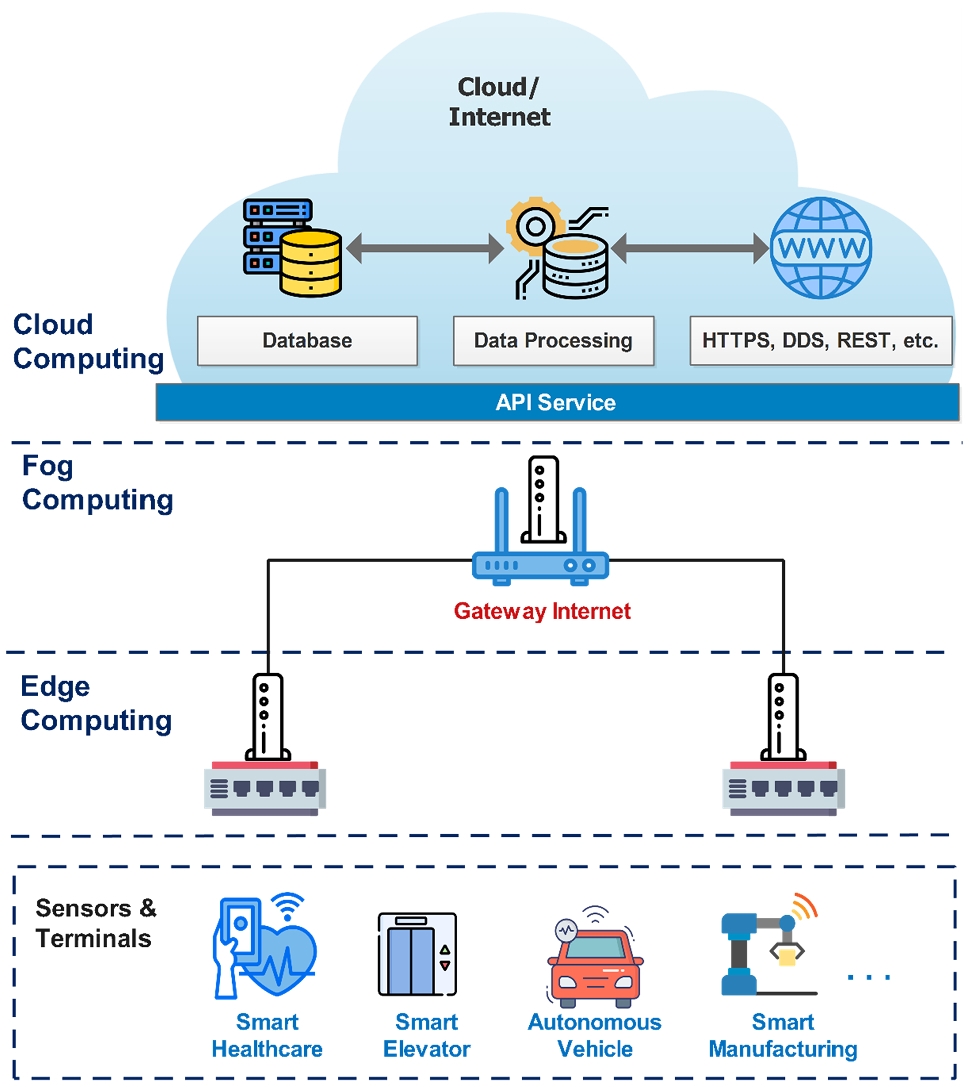 Cloud/
Internet
WWW
Cloud
Computing
Database
Data Processing
HTTPS, DDS, REST, etc.
API Service
Fog
Computing
Gateway Internet
Edge
Computing
Sensors &
Terminals
. . .
Smart
Healthcare
Smart
Elevator
Autonomous
Vehicle
Smart
Manufacturing